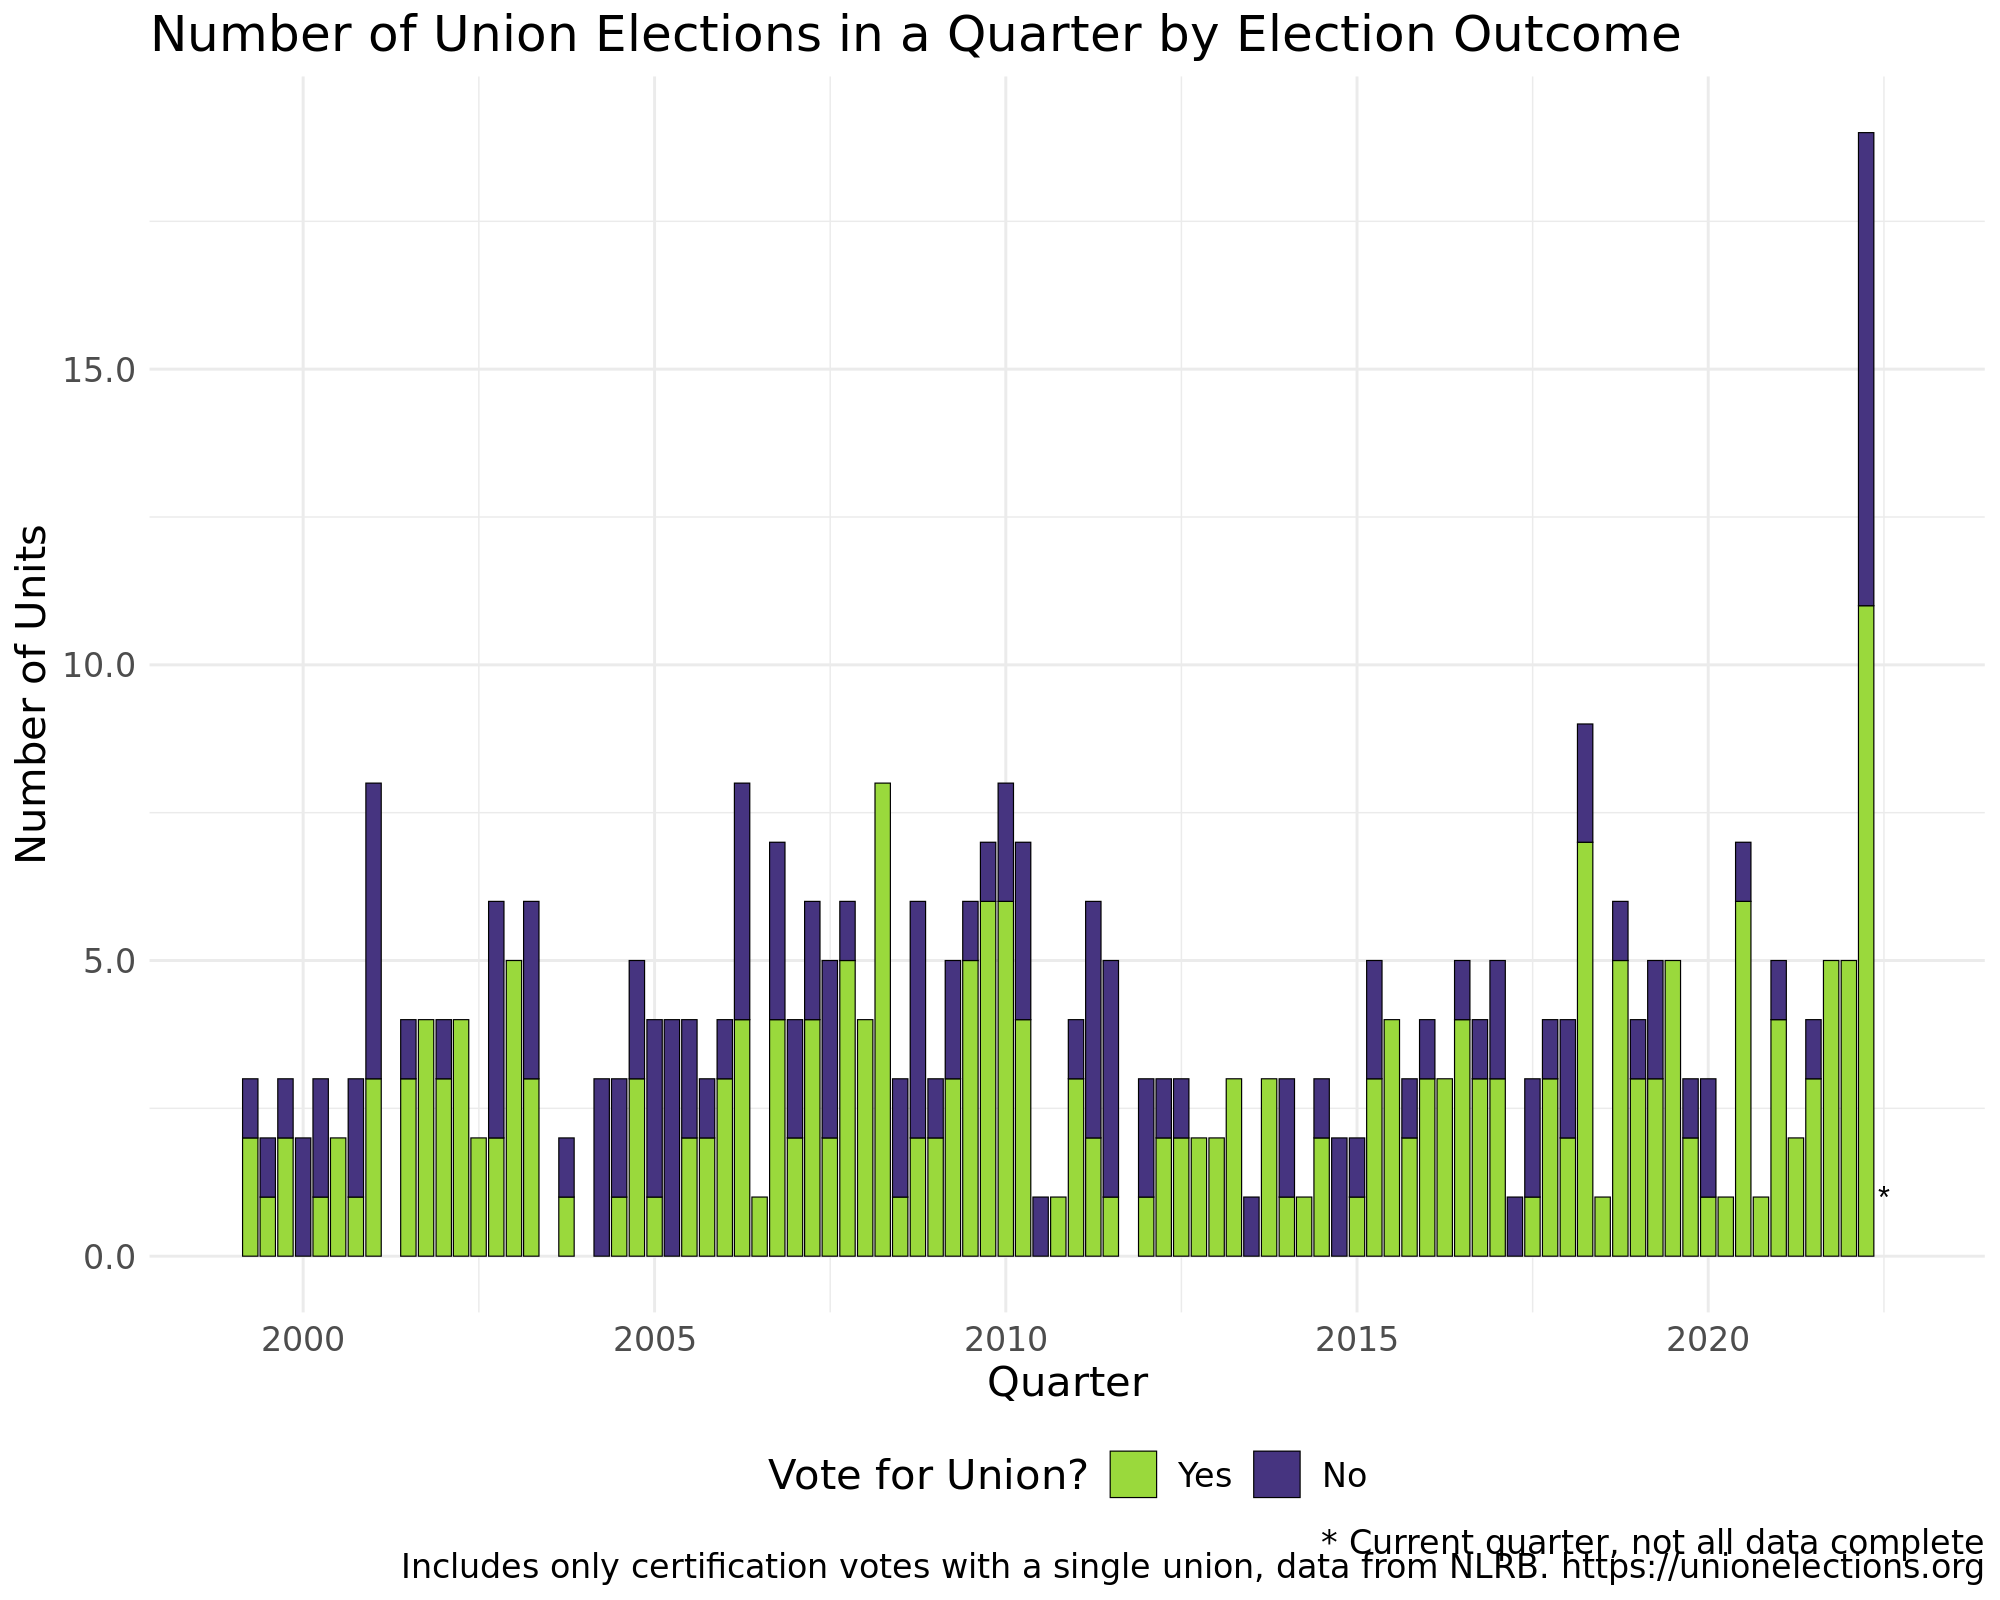 Number of Union Elections in a Quarter by Election Outcome
Number of Units
15.0
10.0
5.0
0.0
*
2000 2005 2010 2015 2020
Quarter
Vote for Union? Yes No
* Current quarter, not all data complete
Includes only certification votes with a single union, data from NLRB. https://unionelections.org